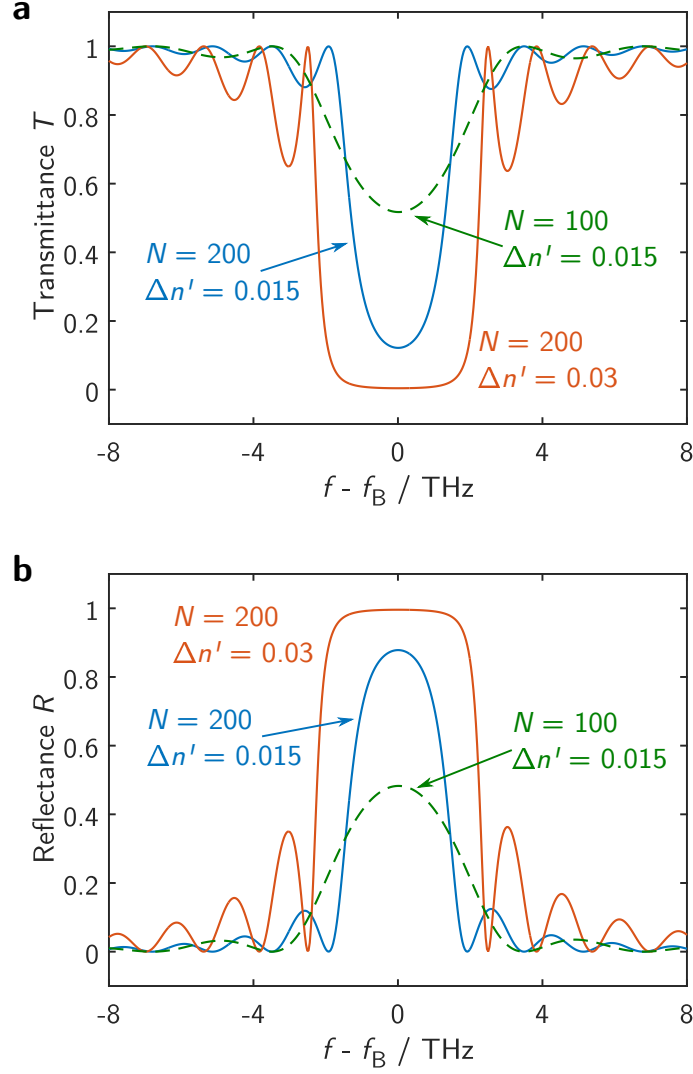 a
1
0.8
0.6
0.4
0.2
0
Transmittance T
N = 100
Δn′ = 0.015
N = 200
Δn′ = 0.015
N = 200
Δn′ = 0.03
-8
-4
0
4
8
f - f_B / THz
b
1
0.8
0.6
0.4
0.2
0
Reflectance R
N = 200
Δn′ = 0.03
N = 200
Δn′ = 0.015
N = 100
Δn′ = 0.015
-8
-4
0
4
8
f - f_B / THz